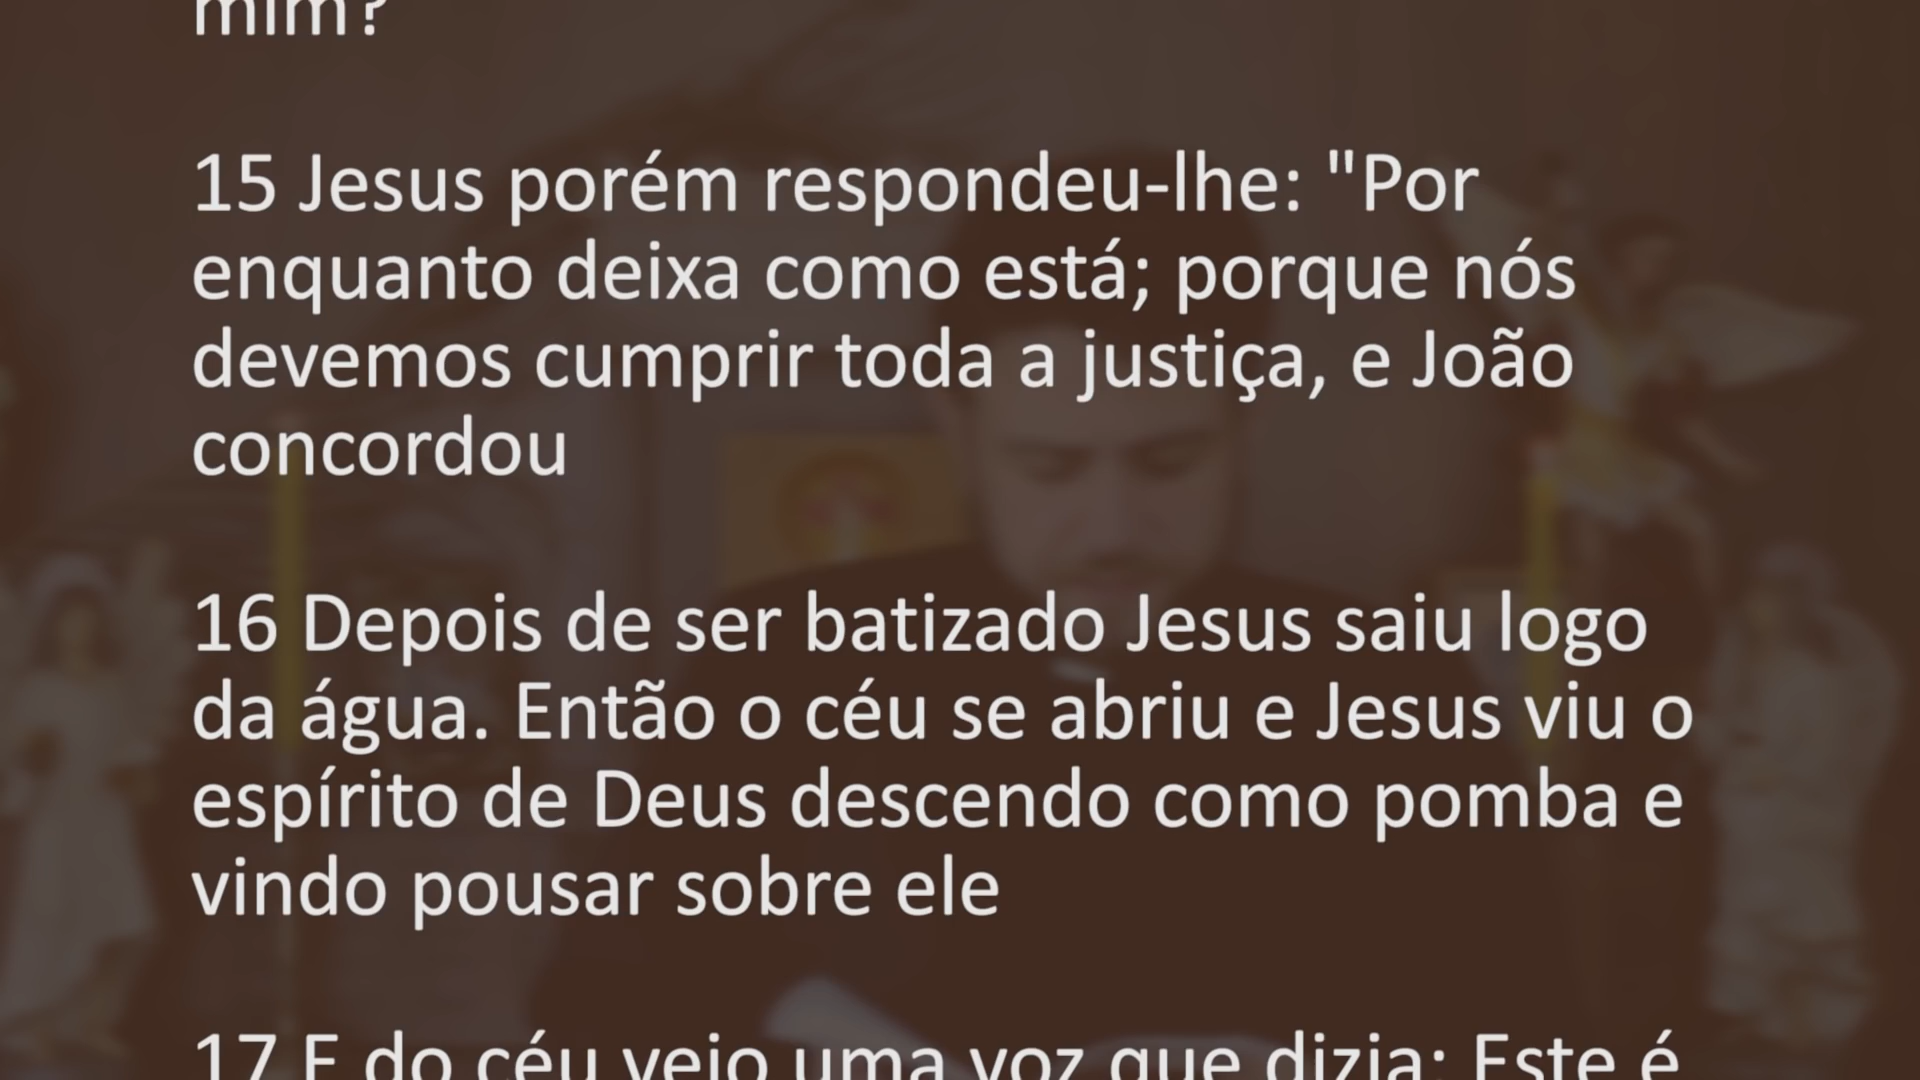 mim?
15 Jesus porém respondeu-lhe: "Por
enquanto deixa como está; porque nós
devemos cumprir toda a justiça, e João
concordou
16 Depois de ser batizado Jesus saiu logo
da água. Então o céu se abriu e Jesus viu o
espírito de Deus descendo como pomba e
vindo pousar sobre ele
17 E do céu veio uma voz que dizia: Este é